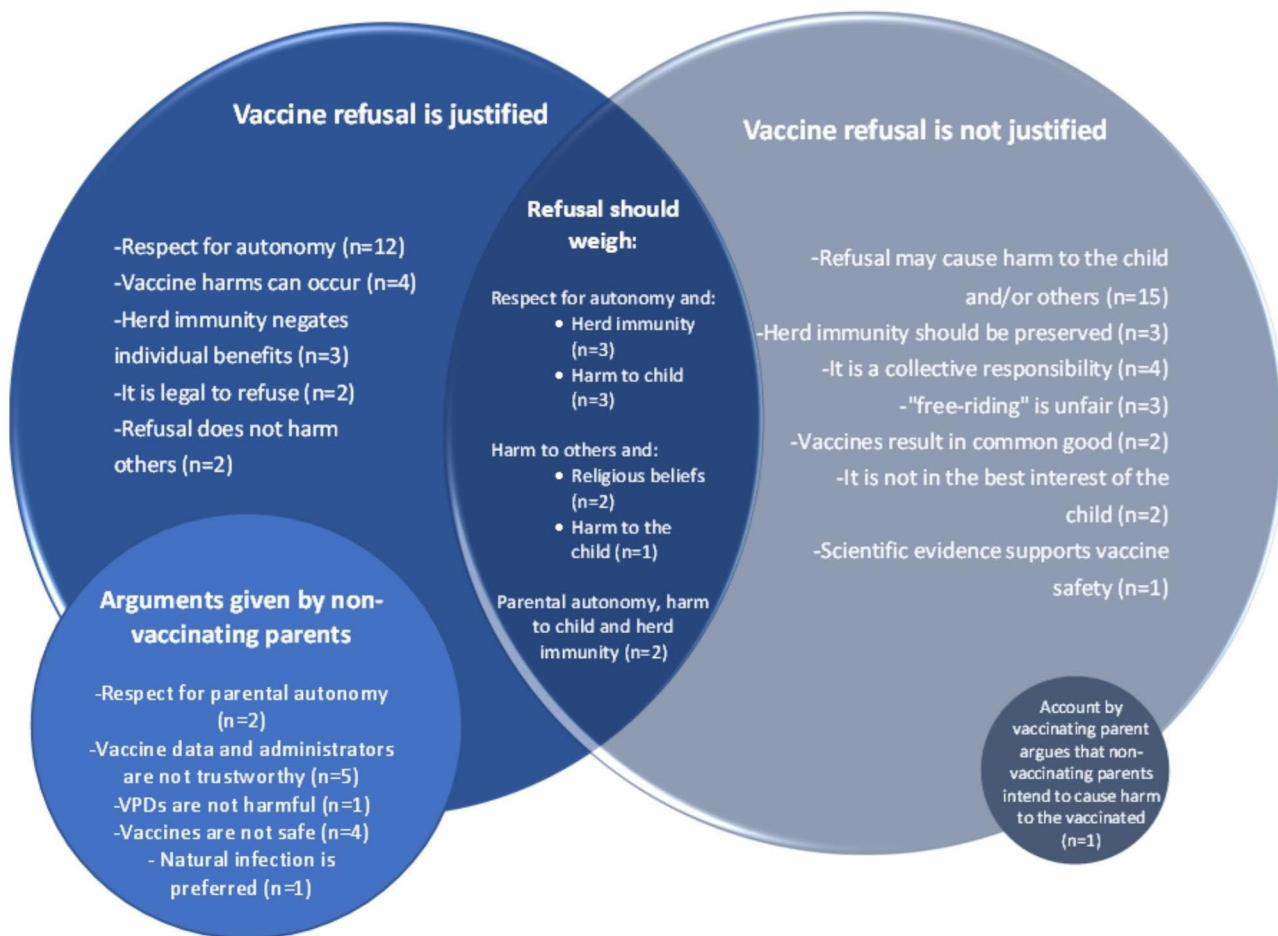 Vaccine refusal is justified
-Respect for autonomy (n=12)
-Vaccine harms can occur (n=4)
-Herd immunity negates
individual benefits (n=3)
-It is legal to refuse (n=2)
-Refusal does not harm
others (n=2)
Arguments given by non-
vaccinating parents
-Respect for parental autonomy
(n=2)
-Vaccine data and administrators
are not trustworthy (n=5)
-VPDs are not harmful (n=1)
-Vaccines are not safe (n=4)
- Natural infection is
preferred (n=1)
Refusal should
weigh:
Respect for autonomy and:
• Herd immunity
(n=3)
• Harm to child
(n=3)
Harm to others and:
• Religious beliefs
(n=2)
• Harm to the
child (n=1)
Parental autonomy, harm
to child and herd
immunity (n=2)
Vaccine refusal is not justified
-Refusal may cause harm to the child
and/or others (n=15)
-Herd immunity should be preserved (n=3)
-It is a collective responsibility (n=4)
-"free-riding" is unfair (n=3)
-Vaccines result in common good (n=2)
-It is not in the best interest of the
child (n=2)
-Scientific evidence supports vaccine
safety (n=1)
Account by
vaccinating parent
argues that non-
vaccinating parents
intend to cause harm
to the vaccinated
(n=1)